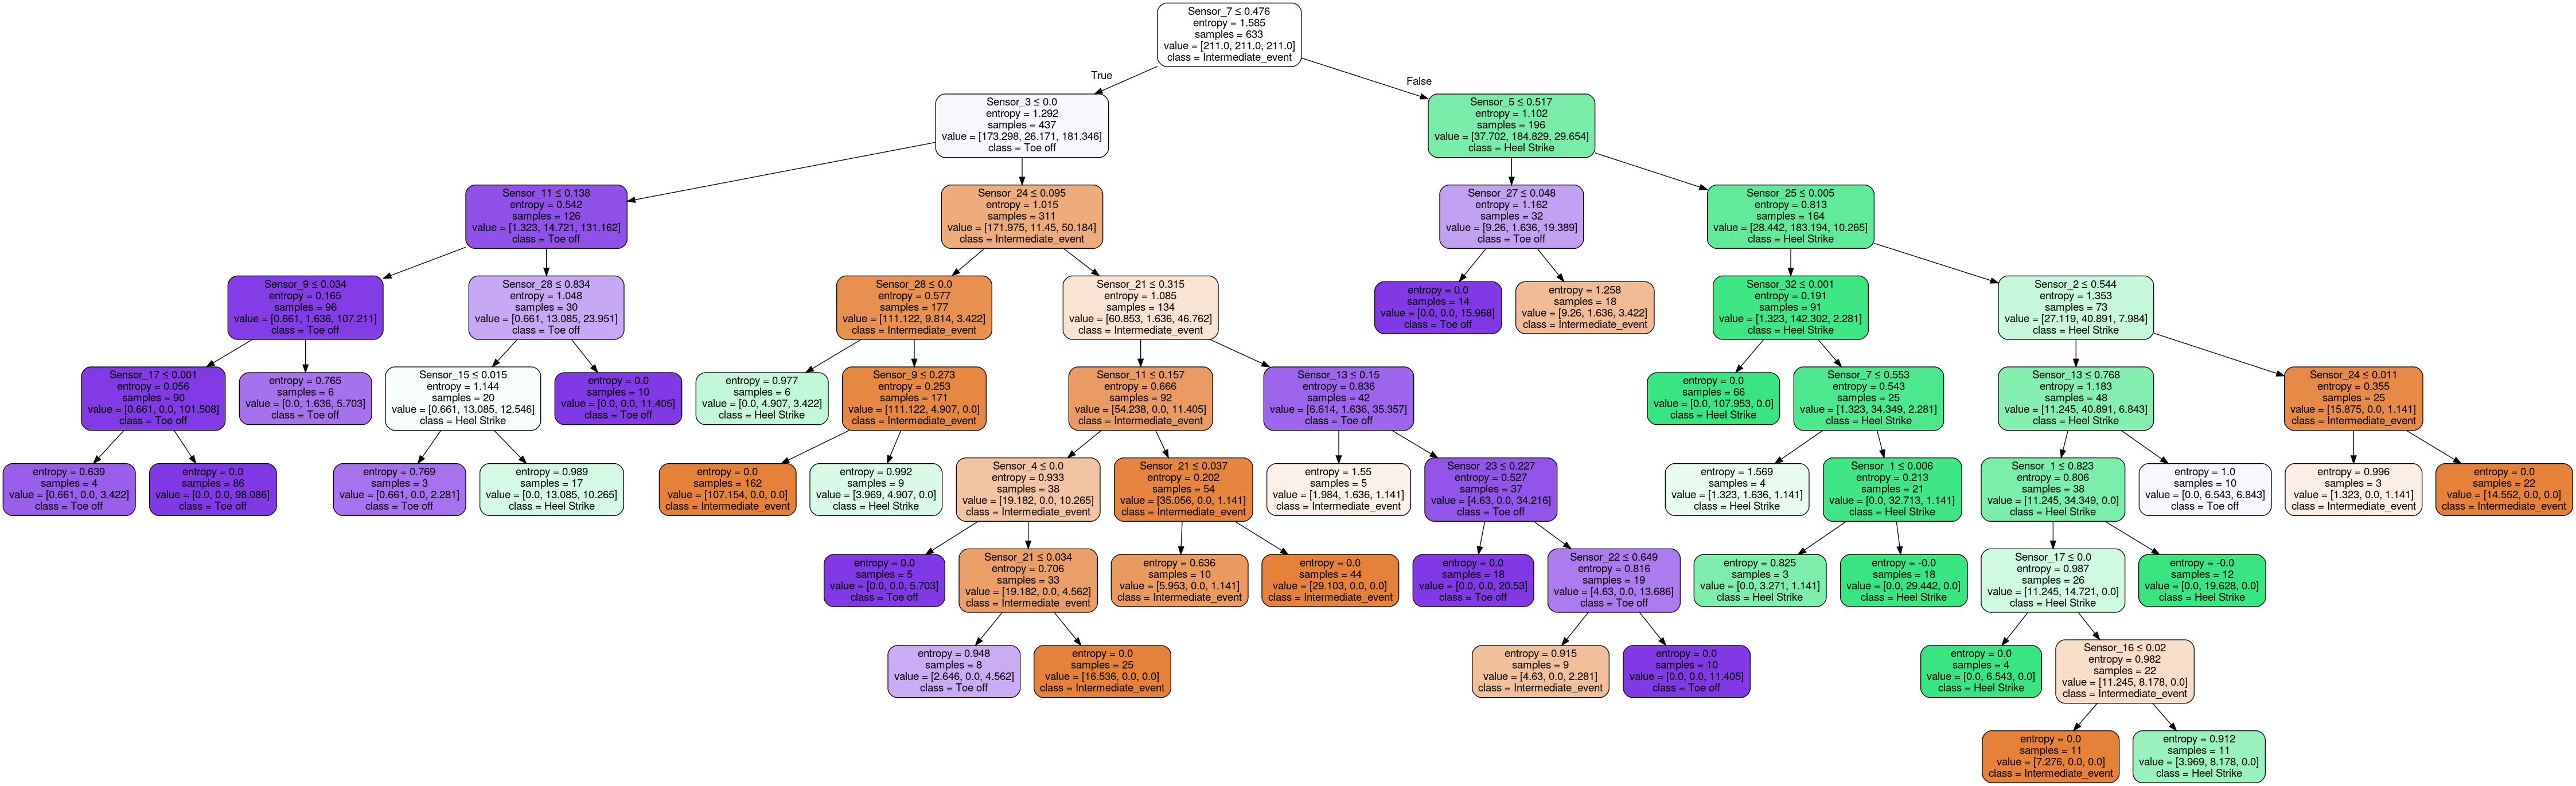 Sensor_7 ≤ 0.476
entropy = 1.585
samples = 633
value = [211.0, 211.0, 211.0]
class = Intermediate_event
True
False
Sensor_3 ≤ 0.0
entropy = 1.292
samples = 437
value = [173.298, 26.171, 181.346]
class = Toe off
Sensor_5 ≤ 0.517
entropy = 1.102
samples = 196
value = [37.702, 184.829, 29.654]
class = Heel Strike
Sensor_11 ≤ 0.138
entropy = 0.542
samples = 126
value = [1.323, 14.721, 131.162]
class = Toe off
Sensor_24 ≤ 0.095
entropy = 1.015
samples = 311
value = [171.975, 11.45, 50.184]
class = Intermediate_event
Sensor_27 ≤ 0.048
entropy = 1.162
samples = 32
value = [9.26, 1.636, 19.389]
class = Toe off
Sensor_25 ≤ 0.005
entropy = 0.813
samples = 164
value = [28.442, 183.194, 10.265]
class = Heel Strike
Sensor_9 ≤ 0.034
entropy = 0.165
samples = 96
value = [0.661, 1.636, 107.211]
class = Toe off
Sensor_28 ≤ 0.834
entropy = 1.048
samples = 30
value = [0.661, 13.085, 23.951]
class = Toe off
Sensor_28 ≤ 0.0
entropy = 0.577
samples = 177
value = [111.122, 9.814, 3.422]
class = Intermediate_event
Sensor_21 ≤ 0.315
entropy = 1.085
samples = 134
value = [60.853, 1.636, 46.762]
class = Intermediate_event
entropy = 0.0
samples = 14
value = [0.0, 0.0, 15.968]
class = Toe off
entropy = 1.258
samples = 18
value = [9.26, 1.636, 3.422]
class = Intermediate_event
Sensor_32 ≤ 0.001
entropy = 0.191
samples = 91
value = [1.323, 142.302, 2.281]
class = Heel Strike
Sensor_2 ≤ 0.544
entropy = 1.353
samples = 73
value = [27.119, 40.891, 7.984]
class = Heel Strike
Sensor_17 ≤ 0.001
entropy = 0.056
samples = 90
value = [0.661, 0.0, 101.508]
class = Toe off
entropy = 0.765
samples = 6
value = [0.0, 1.636, 5.703]
class = Toe off
Sensor_15 ≤ 0.015
entropy = 1.144
samples = 20
value = [0.661, 13.085, 12.546]
class = Heel Strike
entropy = 0.0
samples = 10
value = [0.0, 0.0, 11.405]
class = Toe off
entropy = 0.977
samples = 6
value = [0.0, 4.907, 3.422]
class = Heel Strike
Sensor_9 ≤ 0.273
entropy = 0.253
samples = 171
value = [111.122, 4.907, 0.0]
class = Intermediate_event
Sensor_11 ≤ 0.157
entropy = 0.666
samples = 92
value = [54.238, 0.0, 11.405]
class = Intermediate_event
Sensor_13 ≤ 0.15
entropy = 0.836
samples = 42
value = [6.614, 1.636, 35.357]
class = Toe off
entropy = 0.0
samples = 66
value = [0.0, 107.953, 0.0]
class = Heel Strike
Sensor_7 ≤ 0.553
entropy = 0.543
samples = 25
value = [1.323, 34.349, 2.281]
class = Heel Strike
Sensor_13 ≤ 0.768
entropy = 1.183
samples = 48
value = [11.245, 40.891, 6.843]
class = Heel Strike
Sensor_24 ≤ 0.011
entropy = 0.355
samples = 25
value = [15.875, 0.0, 1.141]
class = Intermediate_event
entropy = 0.639
samples = 4
value = [0.661, 0.0, 3.422]
class = Toe off
entropy = 0.0
samples = 86
value = [0.0, 0.0, 98.086]
class = Toe off
entropy = 0.769
samples = 3
value = [0.661, 0.0, 2.281]
class = Toe off
entropy = 0.989
samples = 17
value = [0.0, 13.085, 10.265]
class = Heel Strike
entropy = 0.0
samples = 162
value = [107.154, 0.0, 0.0]
class = Intermediate_event
entropy = 0.992
samples = 9
value = [3.969, 4.907, 0.0]
class = Heel Strike
Sensor_4 ≤ 0.0
entropy = 0.933
samples = 38
value = [19.182, 0.0, 10.265]
class = Intermediate_event
Sensor_21 ≤ 0.037
entropy = 0.202
samples = 54
value = [35.056, 0.0, 1.141]
class = Intermediate_event
entropy = 1.55
samples = 5
value = [1.984, 1.636, 1.141]
class = Intermediate_event
Sensor_23 ≤ 0.227
entropy = 0.527
samples = 37
value = [4.63, 0.0, 34.216]
class = Toe off
entropy = 1.569
samples = 4
value = [1.323, 1.636, 1.141]
class = Heel Strike
Sensor_1 ≤ 0.006
entropy = 0.213
samples = 21
value = [0.0, 32.713, 1.141]
class = Heel Strike
Sensor_1 ≤ 0.823
entropy = 0.806
samples = 38
value = [11.245, 34.349, 0.0]
class = Heel Strike
entropy = 1.0
samples = 10
value = [0.0, 6.543, 6.843]
class = Toe off
entropy = 0.996
samples = 3
value = [1.323, 0.0, 1.141]
class = Intermediate_event
entropy = 0.0
samples = 22
value = [14.552, 0.0, 0.0]
class = Intermediate_event
entropy = 0.0
samples = 5
value = [0.0, 0.0, 5.703]
class = Toe off
Sensor_21 ≤ 0.034
entropy = 0.706
samples = 33
value = [19.182, 0.0, 4.562]
class = Intermediate_event
entropy = 0.636
samples = 10
value = [5.953, 0.0, 1.141]
class = Intermediate_event
entropy = 0.0
samples = 44
value = [29.103, 0.0, 0.0]
class = Intermediate_event
entropy = 0.0
samples = 18
value = [0.0, 0.0, 20.53]
class = Toe off
Sensor_22 ≤ 0.649
entropy = 0.816
samples = 19
value = [4.63, 0.0, 13.686]
class = Toe off
entropy = 0.825
samples = 3
value = [0.0, 3.271, 1.141]
class = Heel Strike
entropy = -0.0
samples = 18
value = [0.0, 29.442, 0.0]
class = Heel Strike
Sensor_17 ≤ 0.0
entropy = 0.987
samples = 26
value = [11.245, 14.721, 0.0]
class = Heel Strike
entropy = -0.0
samples = 12
value = [0.0, 19.628, 0.0]
class = Heel Strike
entropy = 0.948
samples = 8
value = [2.646, 0.0, 4.562]
class = Toe off
entropy = 0.0
samples = 25
value = [16.536, 0.0, 0.0]
class = Intermediate_event
entropy = 0.915
samples = 9
value = [4.63, 0.0, 2.281]
class = Intermediate_event
entropy = 0.0
samples = 10
value = [0.0, 0.0, 11.405]
class = Toe off
entropy = 0.0
samples = 4
value = [0.0, 6.543, 0.0]
class = Heel Strike
Sensor_16 ≤ 0.02
entropy = 0.982
samples = 22
value = [11.245, 8.178, 0.0]
class = Intermediate_event
entropy = 0.0
samples = 11
value = [7.276, 0.0, 0.0]
class = Intermediate_event
entropy = 0.912
samples = 11
value = [3.969, 8.178, 0.0]
class = Heel Strike